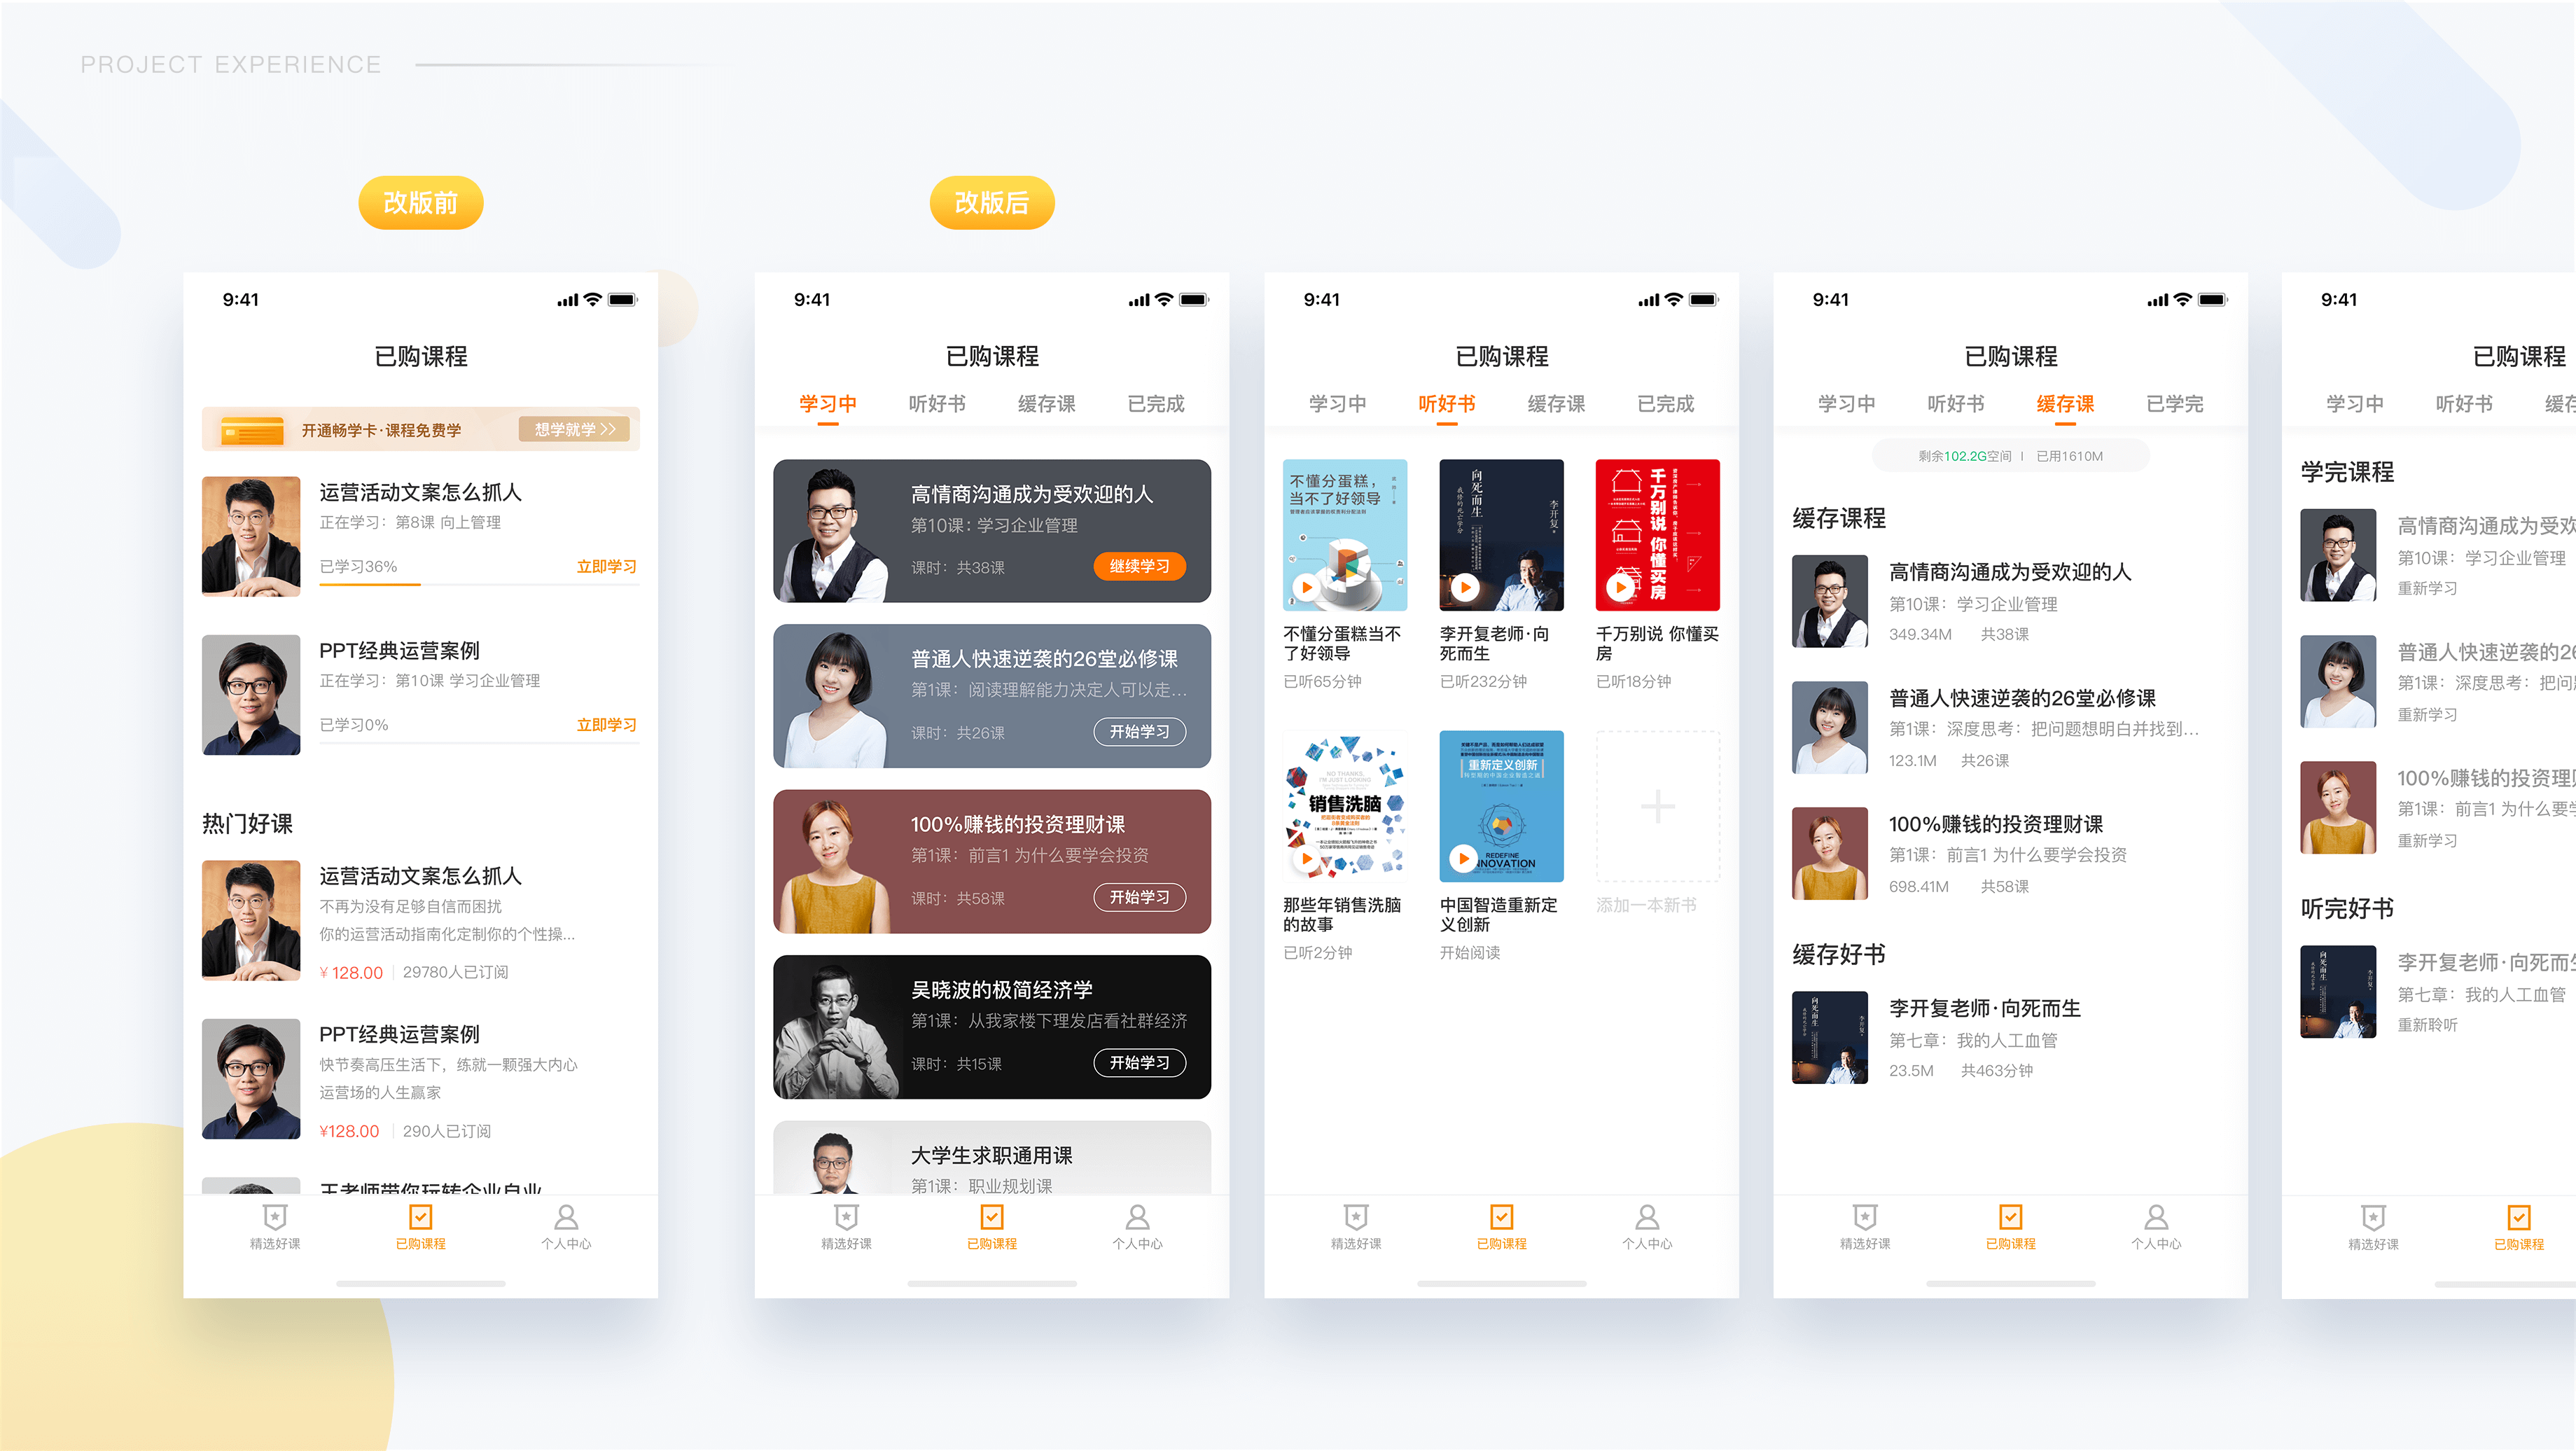 PROJECT EXPERIENCE
改版前
改版后
9:41
已购课程
开通畅学卡·课程免费学
想学就学>>
运营活动文案怎么抓人
正在学习：第8课 向上管理
已学习36%
立即学习
PPT经典运营案例
正在学习：第10课 学习企业管理
已学习0%
立即学习
热门好课
运营活动文案怎么抓人
不再为没有足够自信而困扰
你的运营活动指南化定制你的个性操...
¥ 128.00
29780人已订阅
PPT经典运营案例
快节奏高压生活下，练就一颗强大内心
运营场的人生赢家
¥128.00
290人已订阅
王老师带你玩转企业自业
精选好课
已购课程
个人中心
9:41
已购课程
学习中
听好书
缓存课
已完成
高情商沟通成为受欢迎的人
第10课：学习企业管理
课时：共38课
继续学习
普通人快速逆袭的26堂必修课
第1课：阅读理解能力决定人可以走...
课时：共26课
开始学习
100%赚钱的投资理财课
第1课：前言1 为什么要学会投资
课时：共58课
开始学习
吴晓波的极简经济学
第1课：从我家楼下理发店看社群经济
课时：共15课
开始学习
大学生求职通用课
第1课：职业规划课
精选好课
已购课程
个人中心
9:41
已购课程
学习中
听好书
缓存课
已完成
不懂分蛋糕，
当不了好领导
向死而生
我修的死亡学分
李开复
千万别说 你懂买房
不懂分蛋糕当不
了好领导
已听65分钟
李开复老师·向
死而生
已听232分钟
千万别说 你懂买
房
已听18分钟
NO THANKS,
I'M JUST LOOKING
销售洗脑
重新定义创新
REDEFINE
INNOVATION
那些年销售洗脑
的故事
已听2分钟
中国智造重新定
义创新
开始阅读
添加一本新书
精选好课
已购课程
个人中心
9:41
已购课程
学习中
听好书
缓存课
已学完
剩余102.2G空间 | 已用1610M
缓存课程
高情商沟通成为受欢迎的人
第10课：学习企业管理
349.34M
共38课
普通人快速逆袭的26堂必修课
第1课：深度思考：把问题想明白并找到...
123.1M
共26课
100%赚钱的投资理财课
第1课：前言1 为什么要学会投资
698.41M
共58课
缓存好书
向死而生
李开复
李开复老师·向死而生
第七章：我的人工血管
23.5M
共463分钟
精选好课
已购课程
个人中心
9:41
已购课程
学习中
听好书
缓存
学完课程
高情商沟通成为受欢
第10课：学习企业管理
重新学习
普通人快速逆袭的26
第1课：深度思考：把问
重新学习
100%赚钱的投资理
第1课：前言1 为什么要
重新学习
听完好书
向死而生
李开复
李开复老师·向死而生
第七章：我的人工血管
重新聆听
精选好课
已购课程